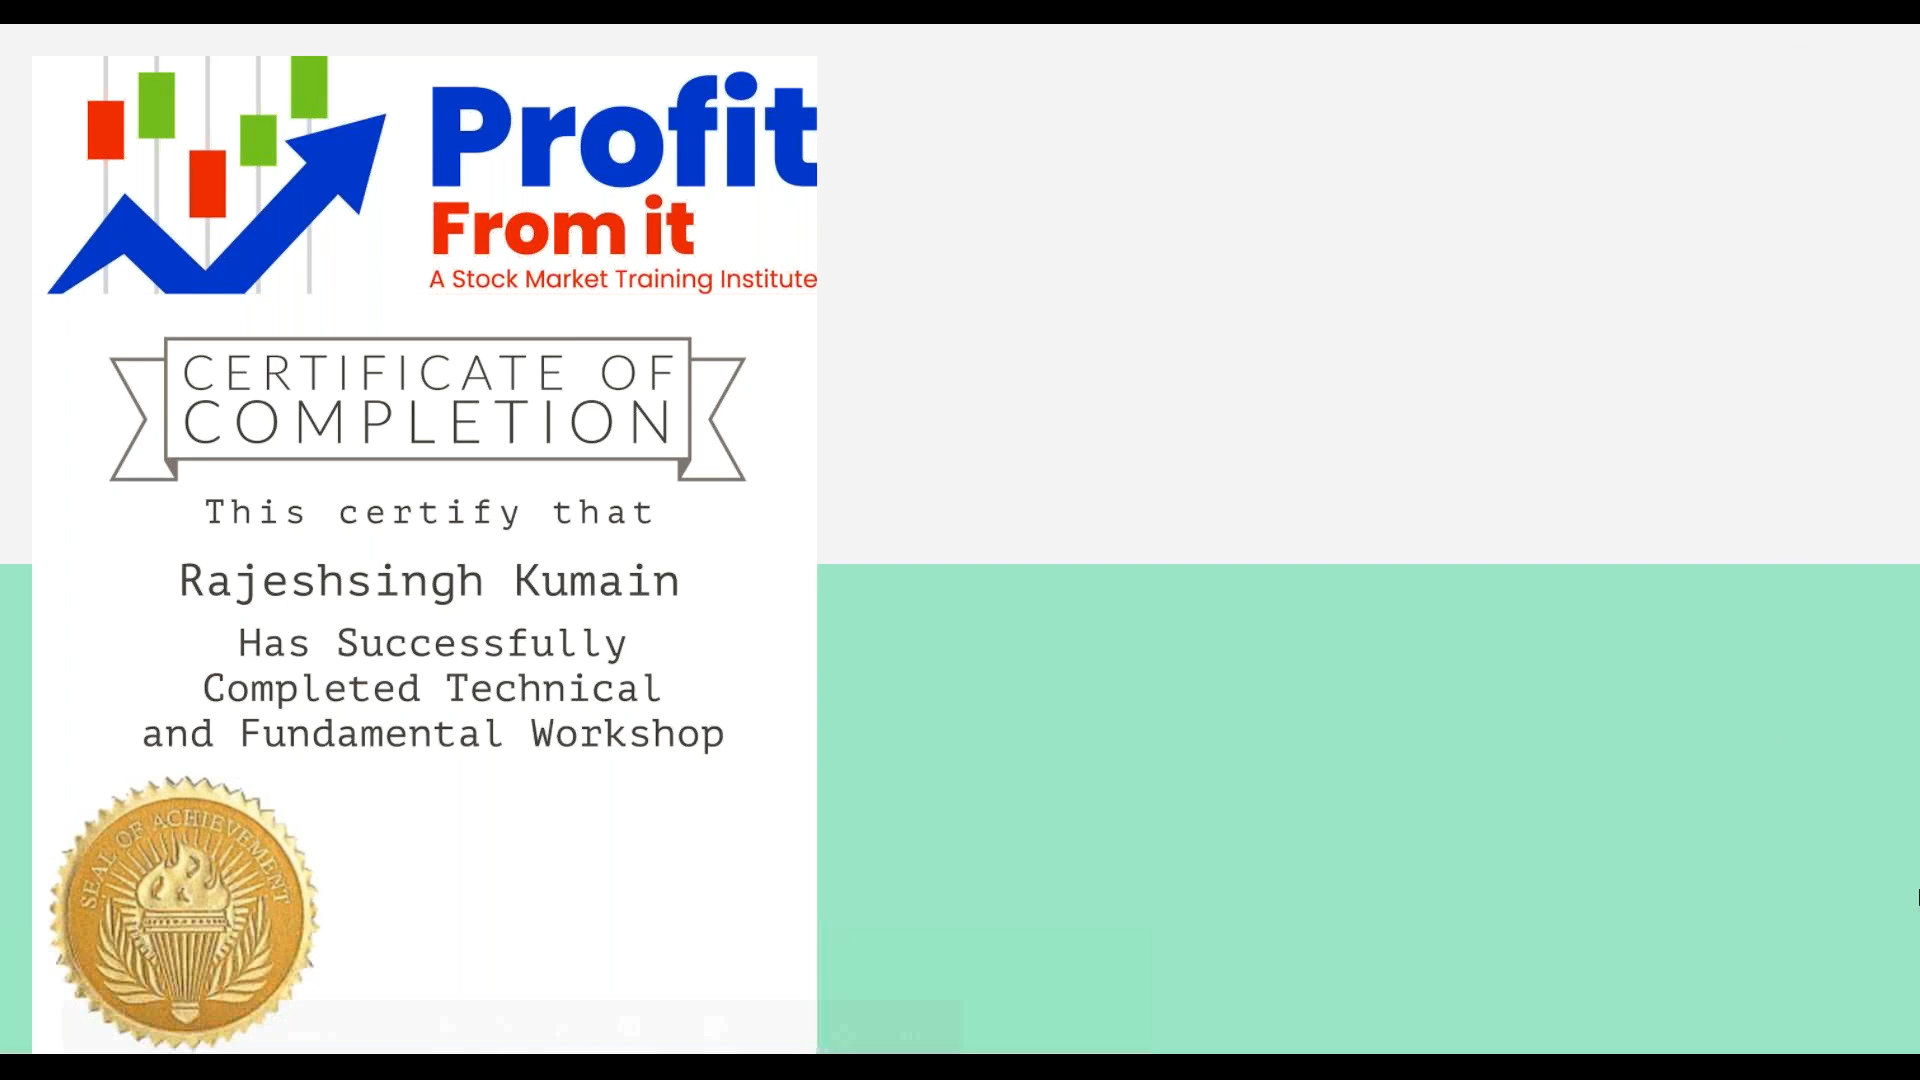 Profit
From it
A Stock Market Training Institute
CERTIFICATE OF
COMPLETION
This certify that
Rajeshsingh Kumain
Has Successfully
Completed Technical
and Fundamental Workshop
SEAL OF ACHIEVEMENT